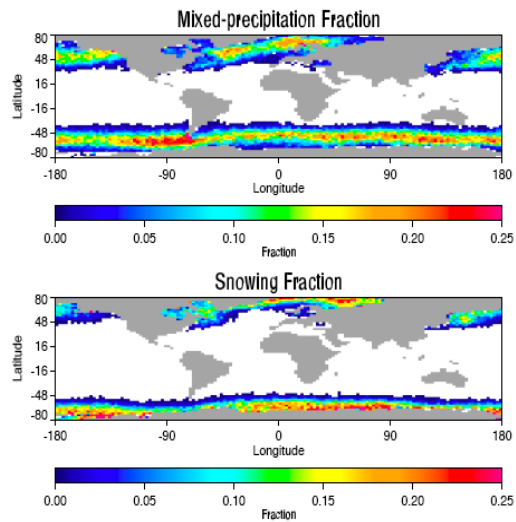 Mixed-precipitation Fraction
80
48
16
-16
-48
-80
Latitude
-180 -90 0 90 180
Longitude
0.00 0.05 0.10 0.15 0.20 0.25
Fraction
Snowing Fraction
80
48
16
-16
-48
-80
Latitude
-180 -90 0 90 180
Longitude
0.00 0.05 0.10 0.15 0.20 0.25
Fraction